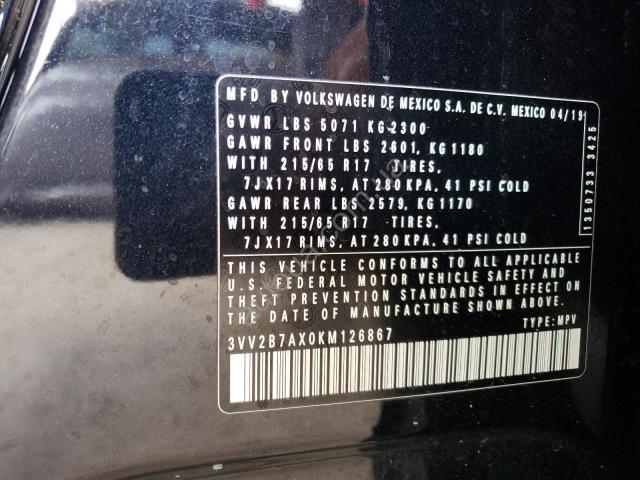 MFD BY VOLKSWAGEN DE MEXICO S.A. DE C.V. MEXICO 04/19
GVWR LBS 5071 KG 2300
GAWR FRONT LBS 2601, KG 1180
WITH 215/65 R17 TIRES,
7JX17 RIMS, AT 280 KPA, 41 PSI COLD
GAWR REAR LBS 2579, KG 1170
WITH 215/65 R17 TIRES,
7JX17 RIMS, AT 280 KPA, 41 PSI COLD
THIS VEHICLE CONFORMS TO ALL APPLICABLE
U.S. FEDERAL MOTOR VEHICLE SAFETY AND
THEFT PREVENTION STANDARDS IN EFFECT ON
THE DATE OF MANUFACTURE SHOWN ABOVE.
3VV2B7AX0KM126867 TYPE: MPV
1350733 3425